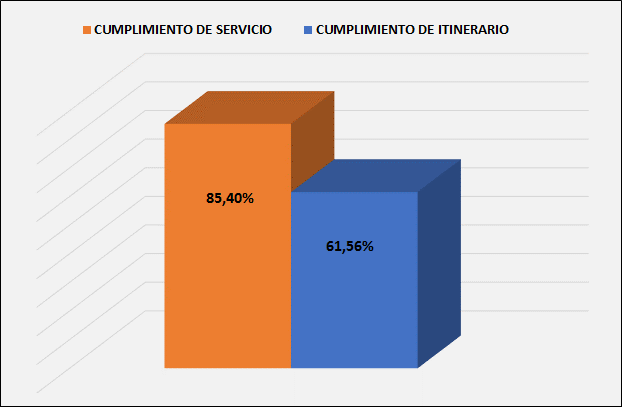 CUMPLIMIENTO DE SERVICIO CUMPLIMIENTO DE ITINERARIO
85,40%
61,56%